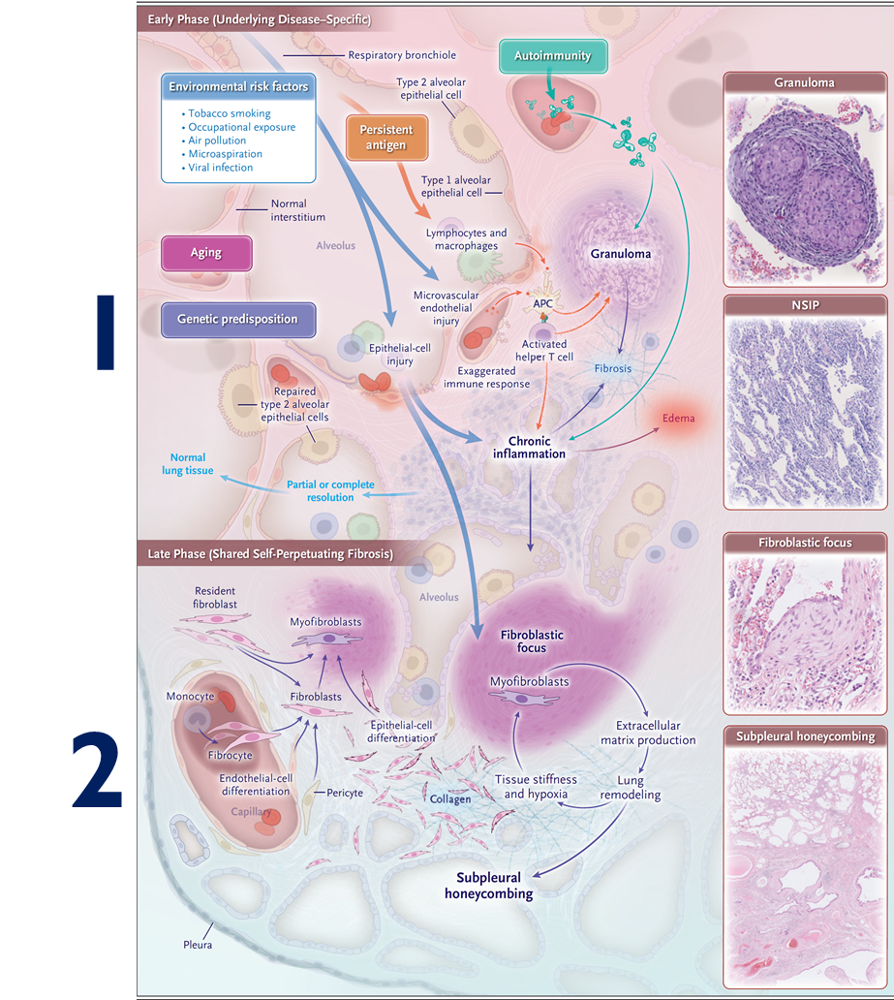 Early Phase (Underlying Disease–Specific)
Respiratory bronchiole
Autoimmunity
Type 2 alveolar
epithelial cell
Environmental risk factors
• Tobacco smoking
• Occupational exposure
• Air pollution
• Microaspiration
• Viral infection
Persistent
antigen
Type 1 alveolar
epithelial cell
Normal
interstitium
Alveolus
Lymphocytes and
macrophages
Granuloma
Aging
Genetic predisposition
Microvascular
endothelial
injury
APC
Activated
helper T cell
Epithelial-cell
injury
Exaggerated
immune response
Fibrosis
Repaired
type 2 alveolar
epithelial cells
Edema
Chronic
inflammation
Normal
lung tissue
Partial or complete
resolution
1
Granuloma
NSIP
Late Phase (Shared Self-Perpetuating Fibrosis)
Resident
fibroblast
Alveolus
Myofibroblasts
Fibroblastic
focus
Myofibroblasts
Monocyte
Fibroblasts
Fibrocyte
Epithelial-cell
differentiation
Extracellular
matrix production
Endothelial-cell
differentiation
Pericyte
Capillary
Collagen
Tissue stiffness
and hypoxia
Lung
remodeling
Subpleural
honeycombing
Pleura
2
Fibroblastic focus
Subpleural honeycombing